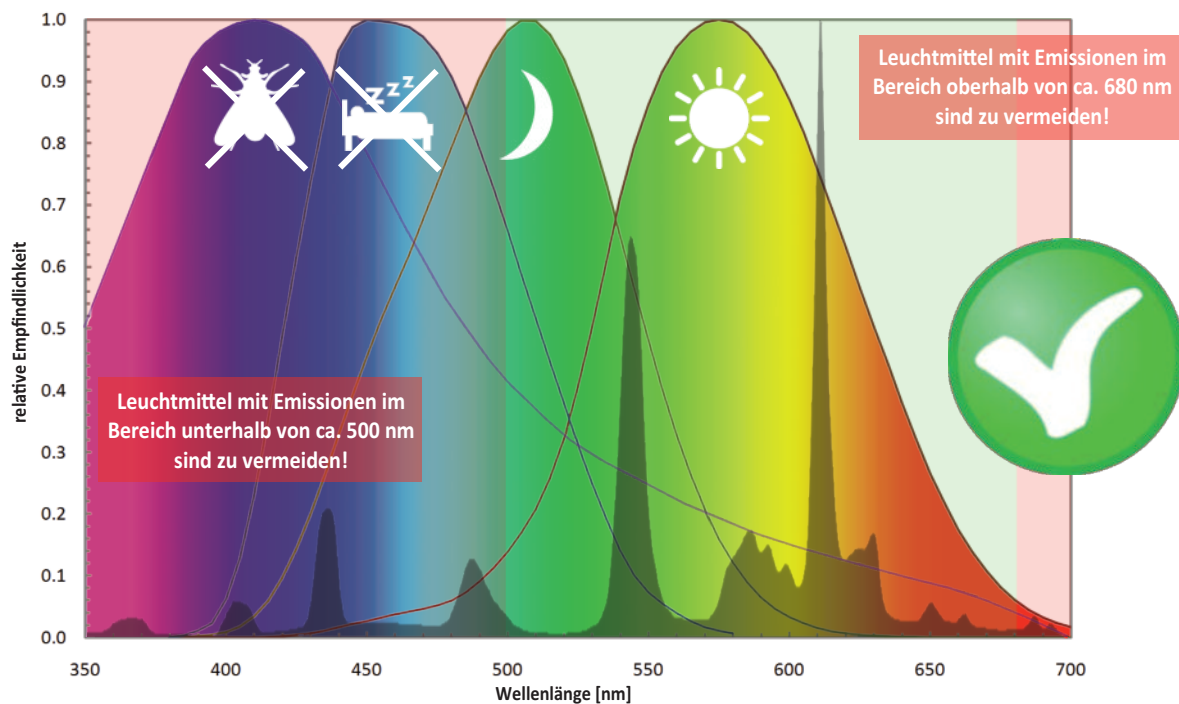 1.0
0.9
0.8
0.7
0.6
0.5
0.4
0.3
0.2
0.1
0.0
relative Empfindlichkeit
z z z z
Leuchtmittel mit Emissionen im
Bereich oberhalb von ca. 680 nm
sind zu vermeiden!
Leuchtmittel mit Emissionen im
Bereich unterhalb von ca. 500 nm
sind zu vermeiden!
350 400 450 500 550 600 650 700
Wellenlänge [nm]